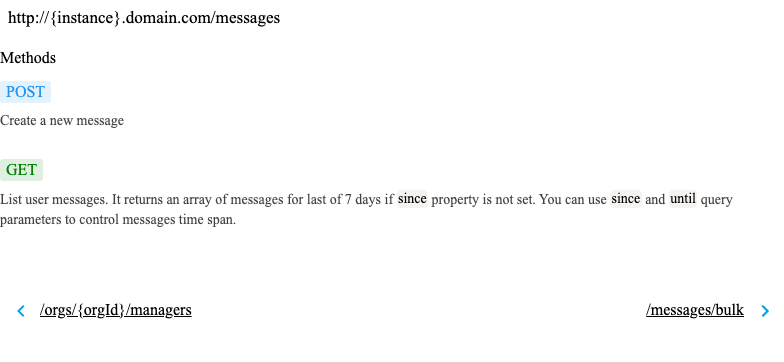 http://{instance}.domain.com/messages
Methods
POST
Create a new message
GET
List user messages. It returns an array of messages for last of 7 days if since property is not set. You can use since and until query
parameters to control messages time span.
/orgs/{orgId}/managers
/messages/bulk